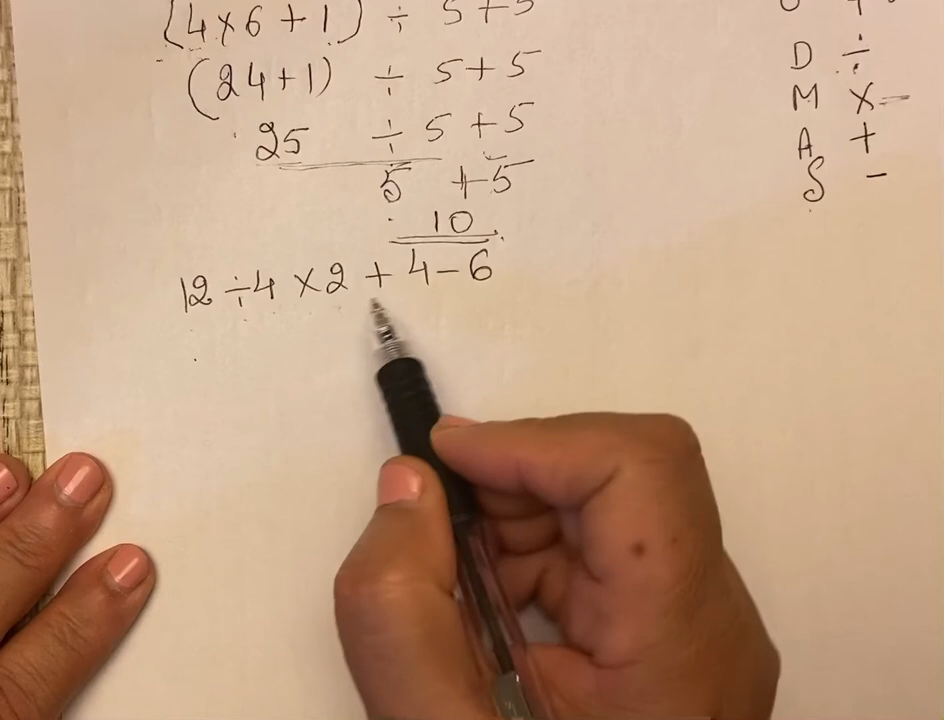 (4×6+1) ÷ 5+5
(24+1) ÷ 5+5
25 ÷ 5 +5
5 +5
10
12 ÷4 ×2 + 4-6
D ÷
M ×
A +
S -